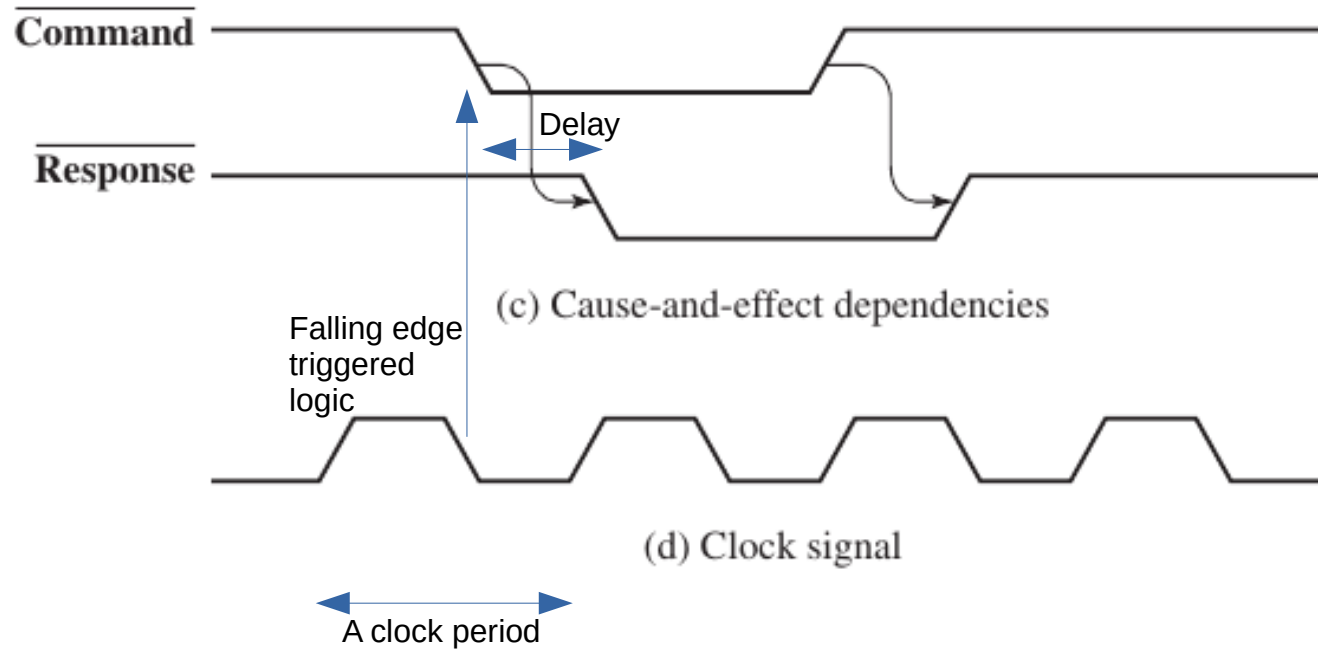 Command
Delay
Response
(c) Cause-and-effect dependencies
Falling edge
triggered
logic
(d) Clock signal
A clock period